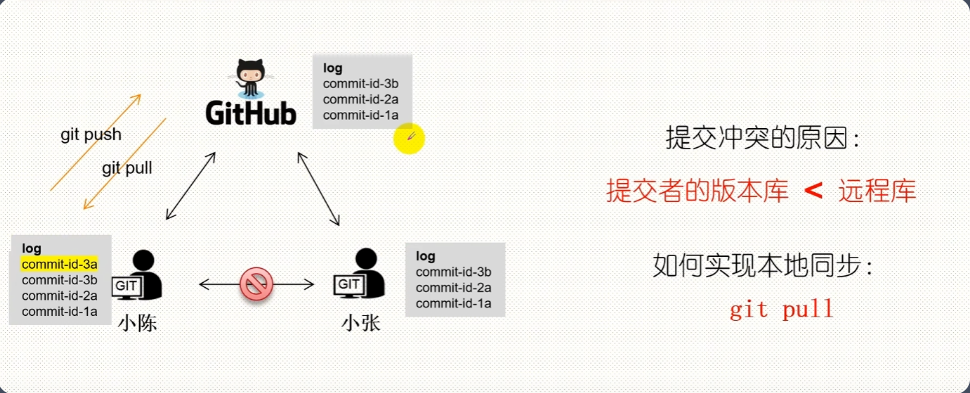 log
commit-id-3b
commit-id-2a
commit-id-1a
GitHub
git push
git pull
log
commit-id-3a
commit-id-3b
commit-id-2a
commit-id-1a
GIT
小陈
GIT
小张
log
commit-id-3b
commit-id-2a
commit-id-1a
提交冲突的原因：
提交者的版本库 < 远程库
如何实现本地同步：
git pull